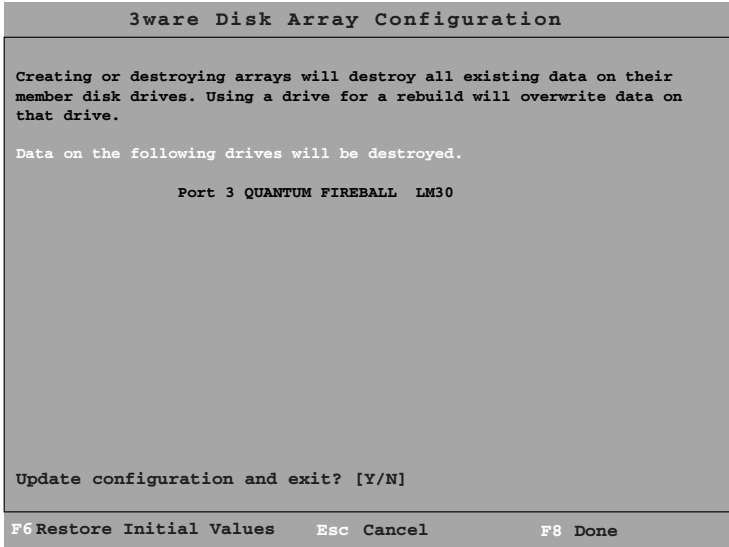 3ware Disk Array Configuration
Creating or destroying arrays will destroy all existing data on their
member disk drives. Using a drive for a rebuild will overwrite data on
that drive.
Data on the following drives will be destroyed.
Port 3 QUANTUM FIREBALL LM30
Update configuration and exit? [Y/N]
F6 Restore Initial Values Esc Cancel F8 Done